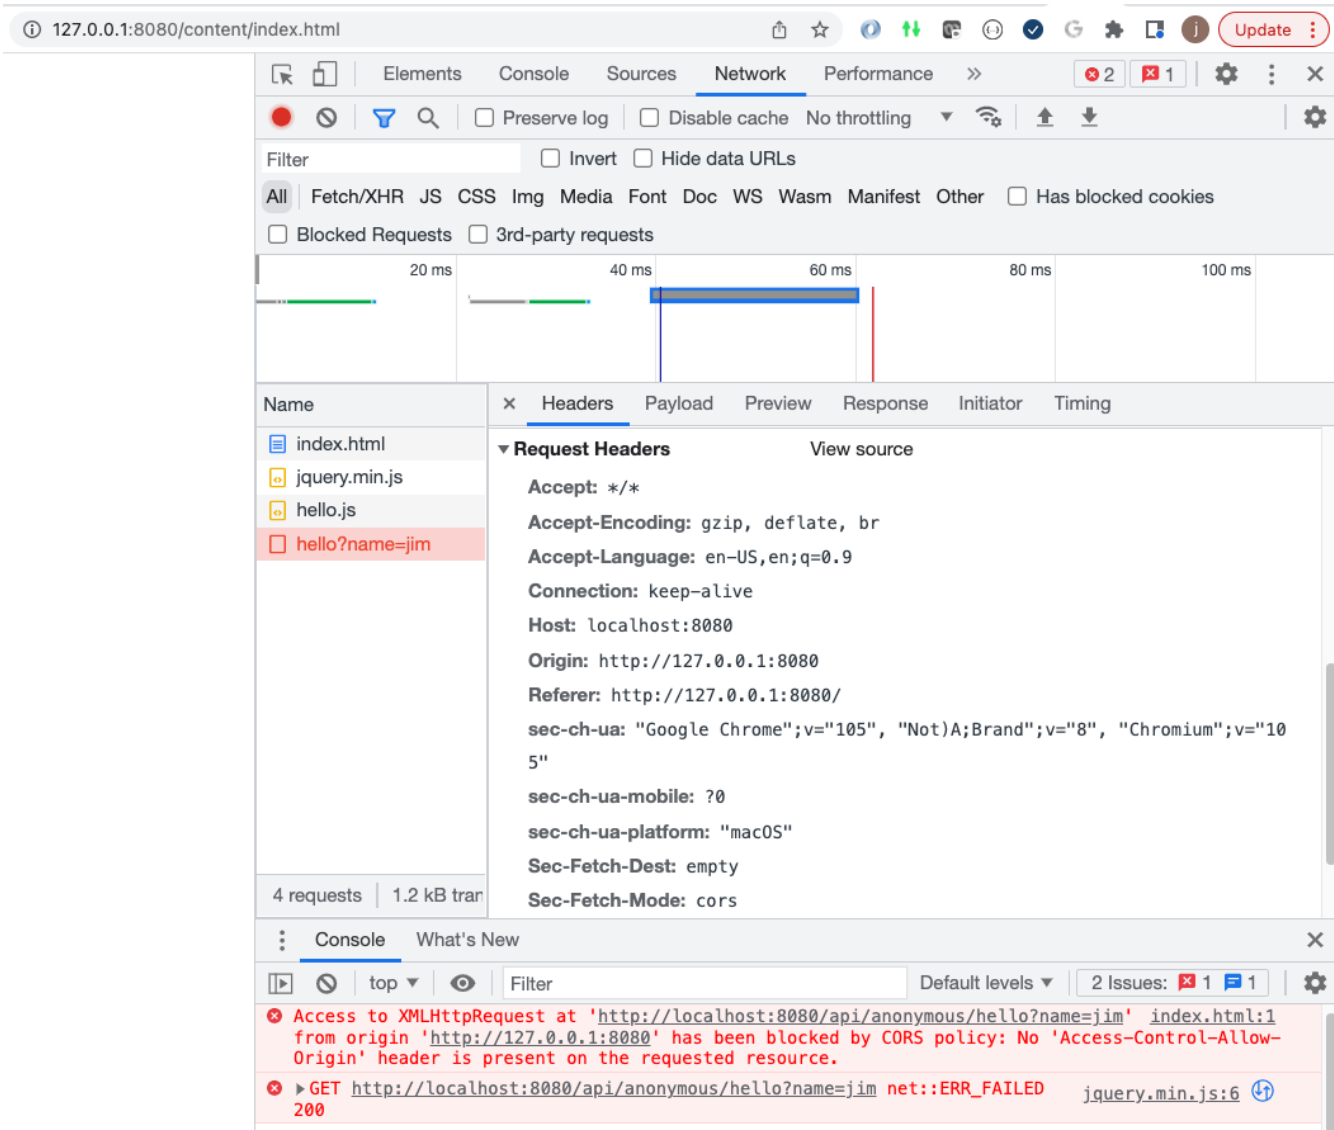 127.0.0.1:8080/content/index.html
j
Update
Elements Console Sources Network Performance » 2 1
Preserve log Disable cache No throttling
Filter Invert Hide data URLs
All Fetch/XHR JS CSS Img Media Font Doc WS Wasm Manifest Other Has blocked cookies
Blocked Requests 3rd-party requests
20 ms 40 ms 60 ms 80 ms 100 ms
Name
index.html
jquery.min.js
hello.js
hello?name=jim
4 requests 1.2 kB tran
Headers Payload Preview Response Initiator Timing
Request Headers View source
Accept: */*
Accept-Encoding: gzip, deflate, br
Accept-Language: en-US,en;q=0.9
Connection: keep-alive
Host: localhost:8080
Origin: http://127.0.0.1:8080
Referer: http://127.0.0.1:8080/
sec-ch-ua: "Google Chrome";v="105", "Not)A;Brand";v="8", "Chromium";v="10
5"
sec-ch-ua-mobile: ?0
sec-ch-ua-platform: "macOS"
Sec-Fetch-Dest: empty
Sec-Fetch-Mode: cors
Console What's New
top Filter Default levels 2 Issues: 1 1
Access to XMLHttpRequest at 'http://localhost:8080/api/anonymous/hello?name=jim' index.html:1
from origin 'http://127.0.0.1:8080' has been blocked by CORS policy: No 'Access-Control-Allow-
Origin' header is present on the requested resource.
GET http://localhost:8080/api/anonymous/hello?name=jim net::ERR_FAILED jquery.min.js:6
200